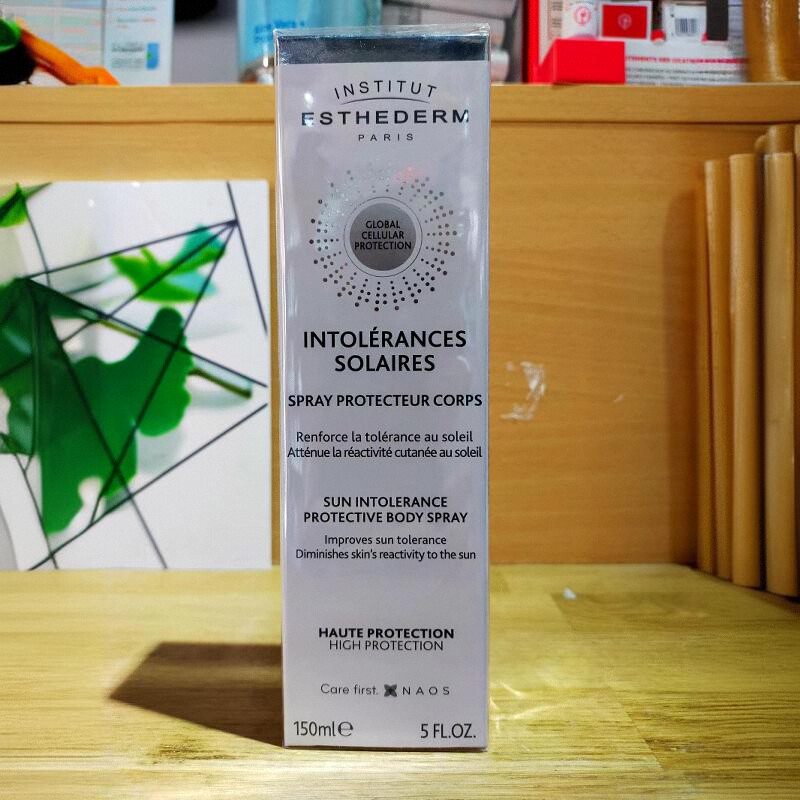 INSTITUT
ESTHEDERM
PARIS
GLOBAL
CELLULAR
PROTECTION
INTOLÉRANCES
SOLAIRES
SPRAY PROTECTEUR CORPS
Renforce la tolérance au soleil
Atténue la réactivité cutanée au soleil
SUN INTOLERANCE
PROTECTIVE BODY SPRAY
Improves sun tolerance
Diminishes skin's reactivity to the sun
HAUTE PROTECTION
HIGH PROTECTION
Care first. NAOS
150ml℮ 5 FL.OZ.